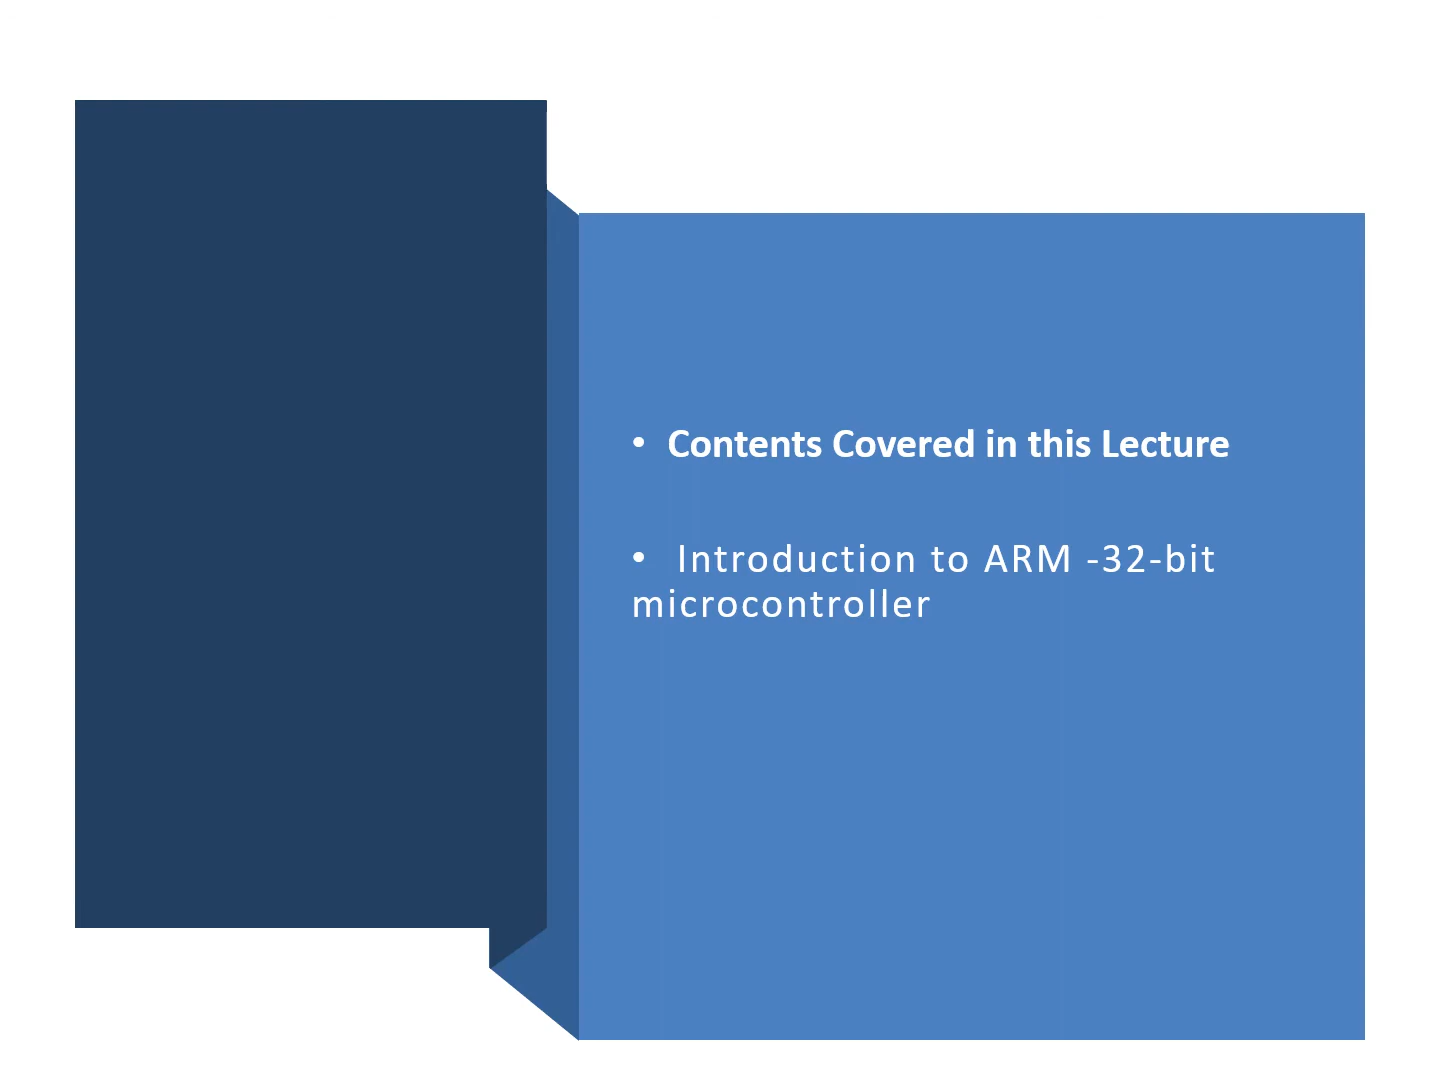 • Contents Covered in this Lecture
• Introduction to ARM -32-bit
microcontroller